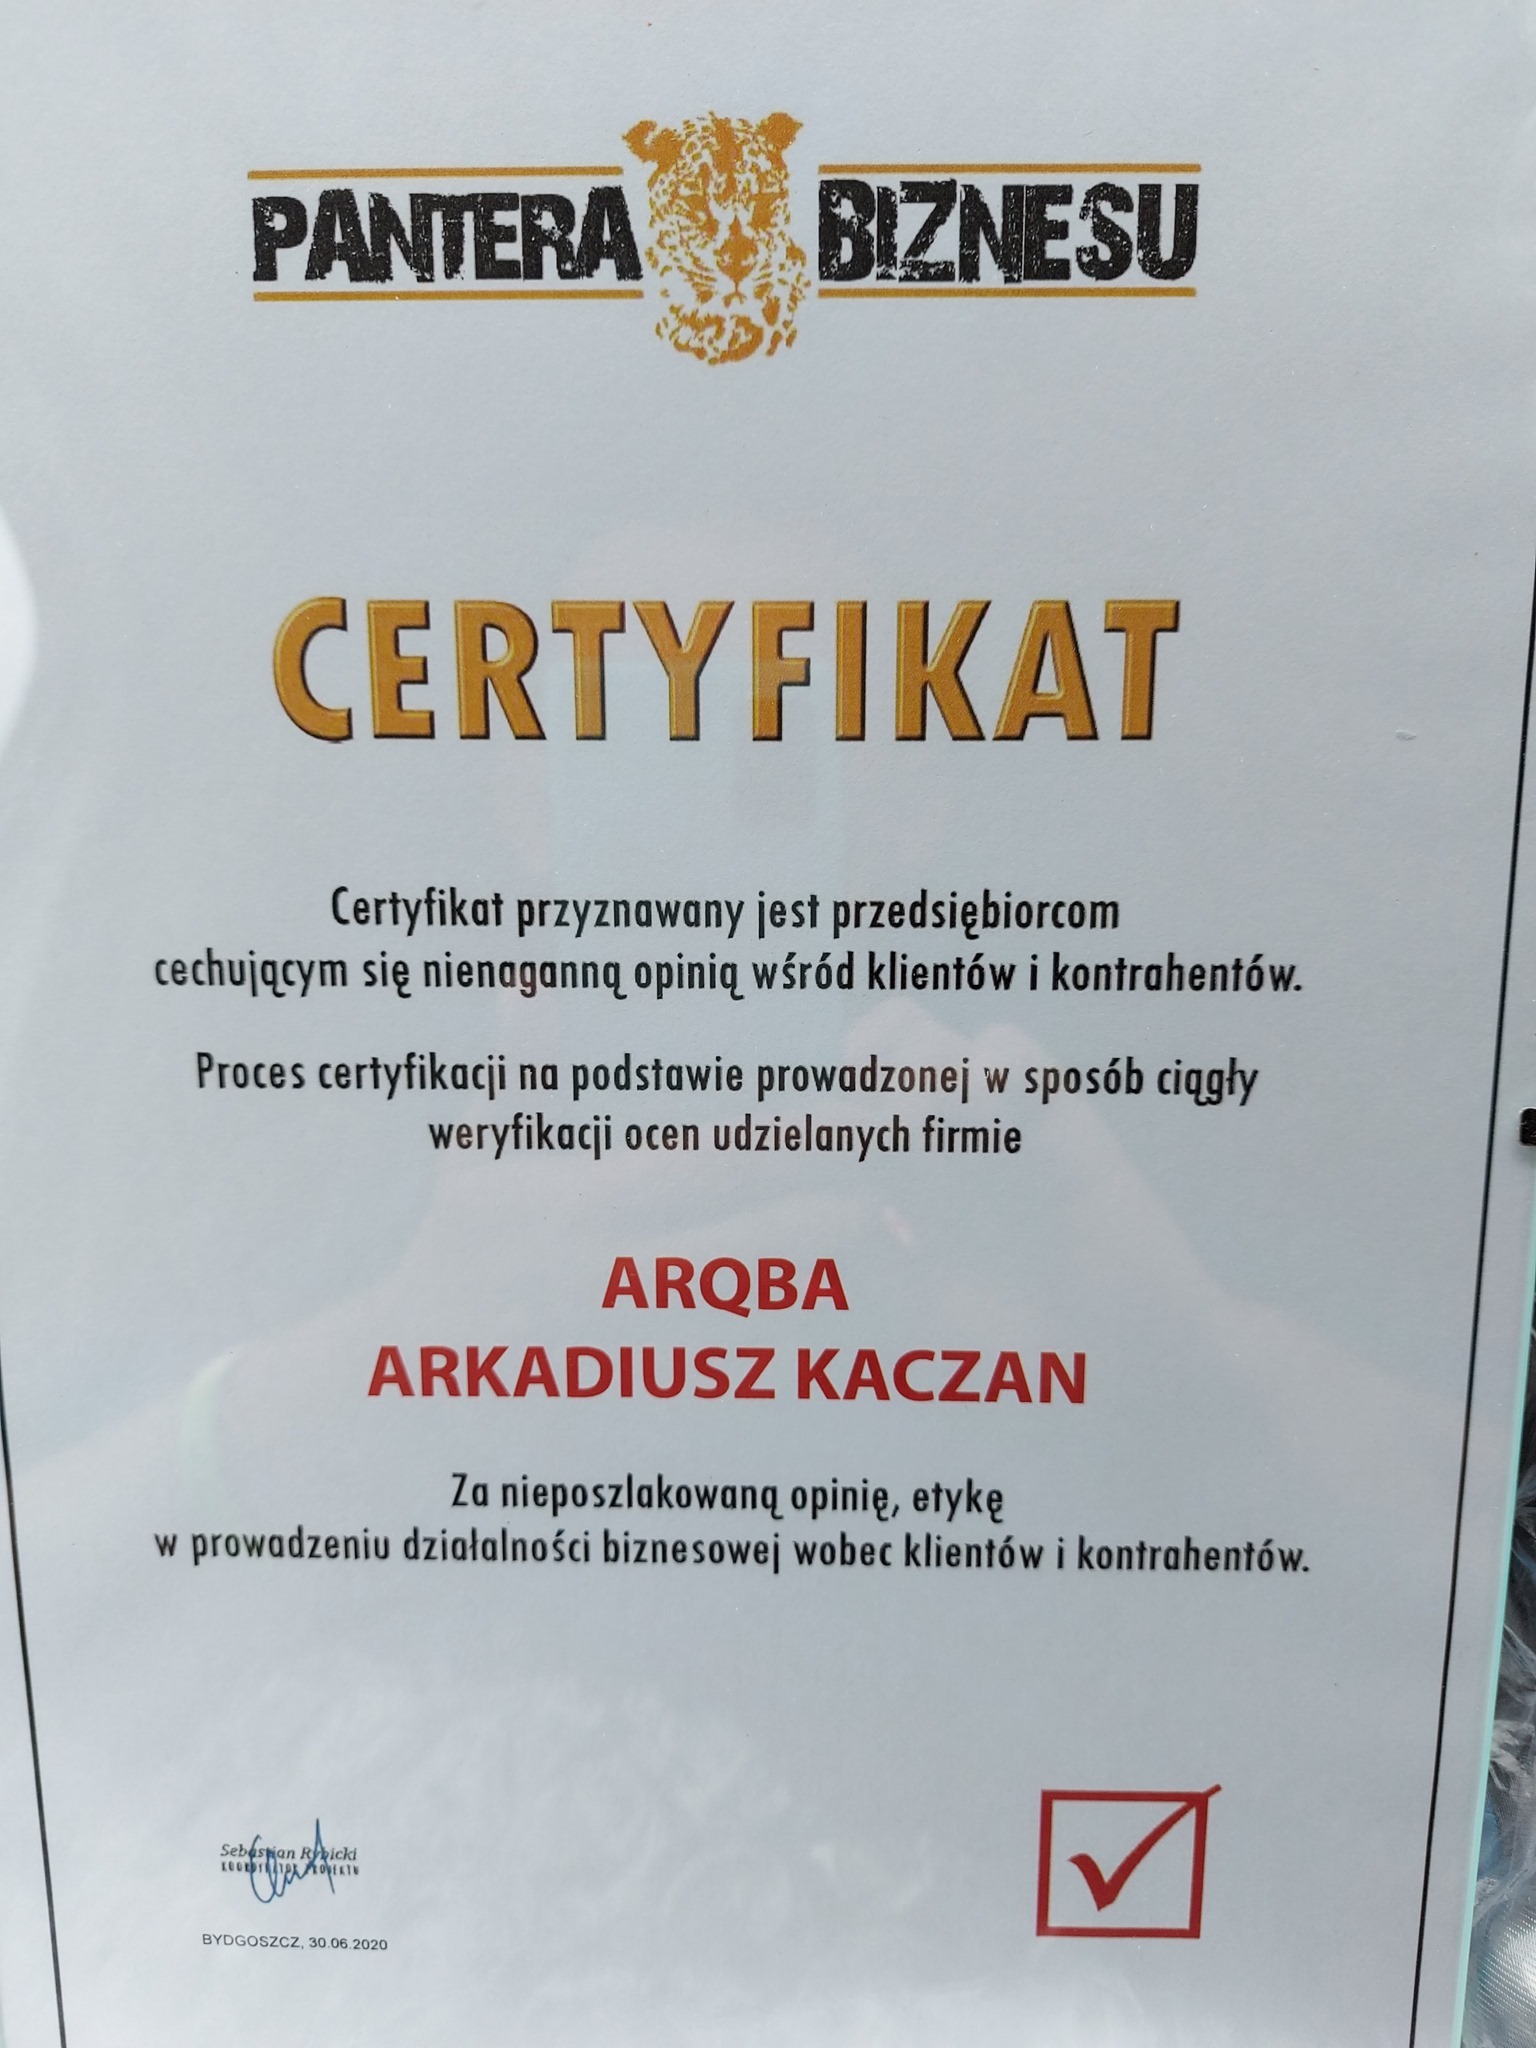 PANTERA BIZNESU
CERTYFIKAT
Certyfikat przyznawany jest przedsiębiorcom
cechującym się nienaganną opinią wśród klientów i kontrahentów.
Proces certyfikacji na podstawie prowadzonej w sposób ciągły
weryfikacji ocen udzielanych firmie
ARQBA
ARKADIUSZ KACZAN
Za nieposzlakowaną opinię, etykę
w prowadzeniu działalności biznesowej wobec klientów i kontrahentów.
Sebastian Rybicki
KOORDYNATOR PROJEKTU
BYDGOSZCZ, 30.06.2020